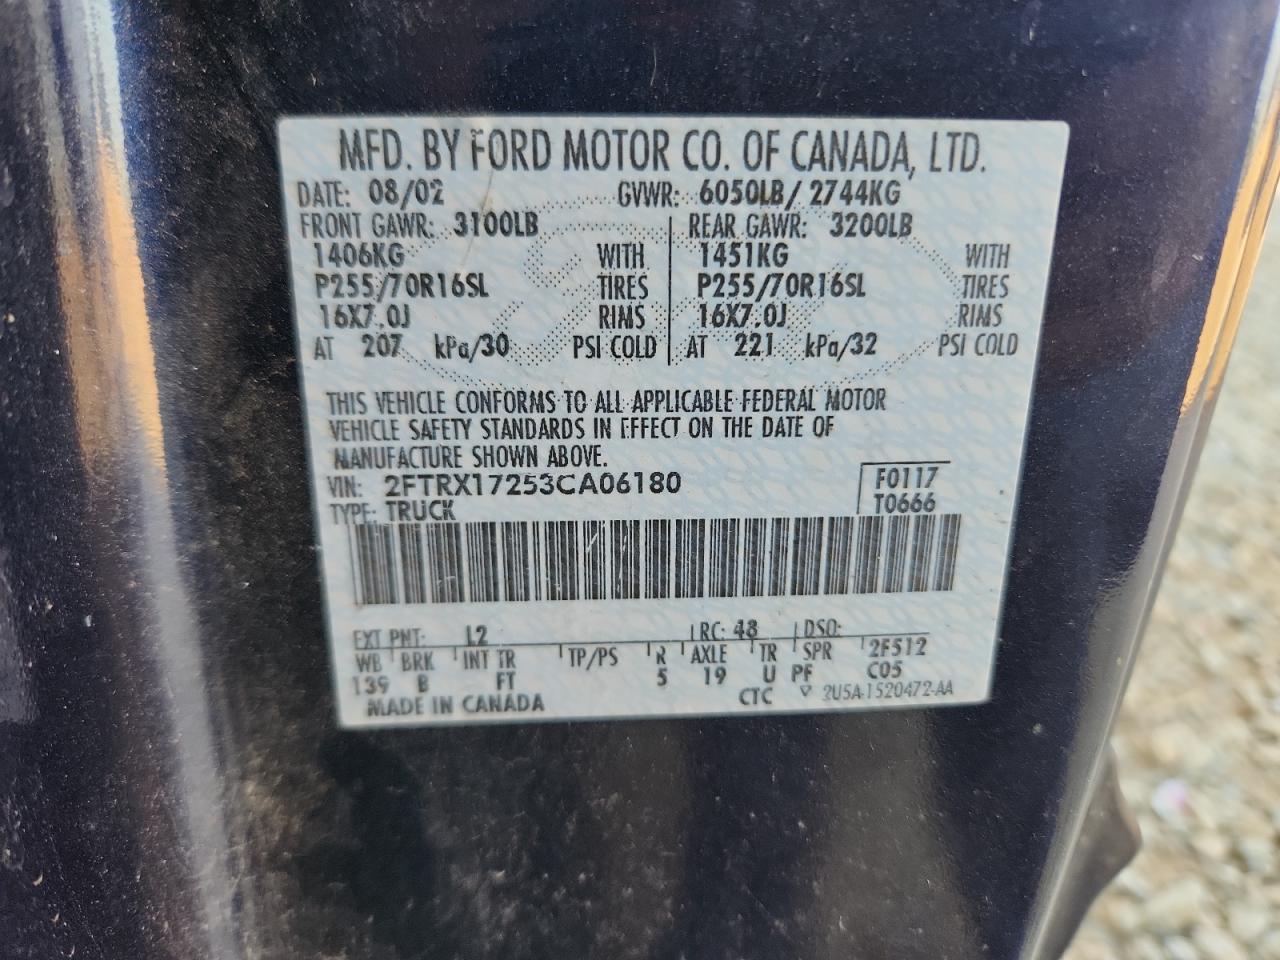 MFD. BY FORD MOTOR CO. OF CANADA, LTD.
DATE: 08/02 GVWR: 6050LB/ 2744KG
FRONT GAWR: 3100LB REAR GAWR: 3200LB
1406KG WITH 1451KG WITH
P255/70R16SL TIRES P255/70R16SL TIRES
16X7.0J RIMS 16X7.0J RIMS
AT 207 kPa/30 PSI COLD AT 221 kPa/32 PSI COLD
THIS VEHICLE CONFORMS TO ALL APPLICABLE FEDERAL MOTOR
VEHICLE SAFETY STANDARDS IN EFFECT ON THE DATE OF
MANUFACTURE SHOWN ABOVE.
VIN: 2FTRX17253CA06180 F0117
TYPE: TRUCK T0666
EXT PNT: L2 RC: 48 DSO:
WB BRK INT TR TP/PS R AXLE TR SPR 2F512
139 B FT 5 19 U PF C05
MADE IN CANADA CTC ▽ 2U5A-1520472-AA